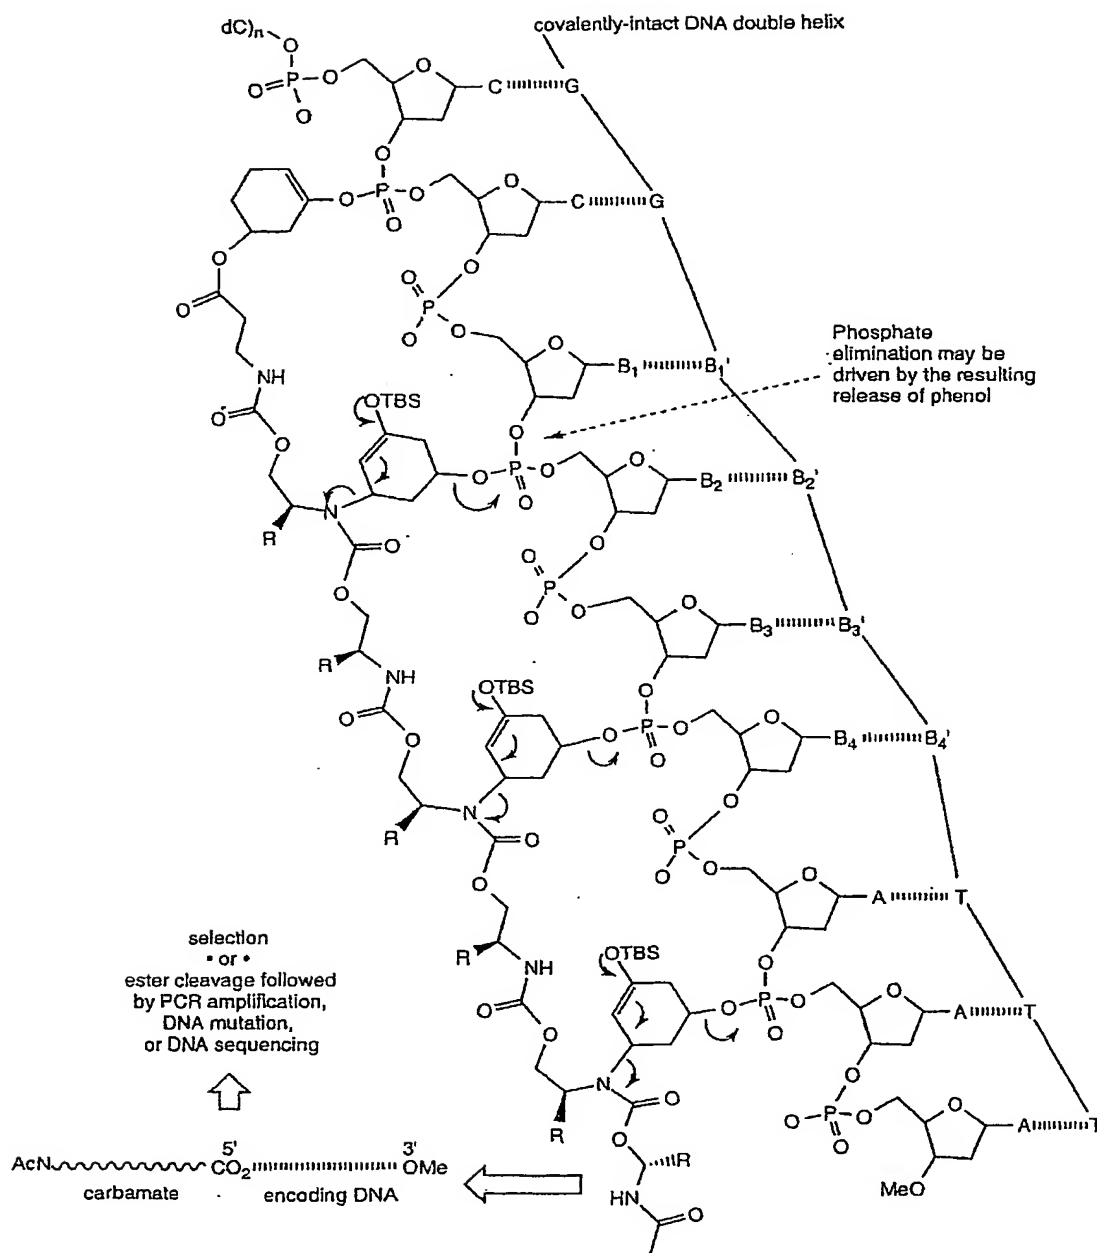 dC)n
O
covalently-intact DNA double helix
O=P-O O C G
O
O
O-P-O O C G
O
O
O
O
O=P
O
O
O
B1 B1'
Phosphate
elimination may be
driven by the resulting
release of phenol
NH
OTBS
O
O
O
O-P-O O B2 B2'
O
R N
O
O
O
O=P
O
O
O
O
B3 B3'
R NH
OTBS
O
O
O
O-P-O O B4 B4'
O
R N
O
O
O
O=P
O
O
O
A T
selection
• or •
ester cleavage followed
by PCR amplification,
DNA mutation,
or DNA sequencing
R NH
OTBS
O
O
O
O-P-O O A T
O
R N
O
O
O
O-P-O O A T
O
R
HN
O
MeO
5' 3'
AcN CO2 OMe
carbamate encoding DNA